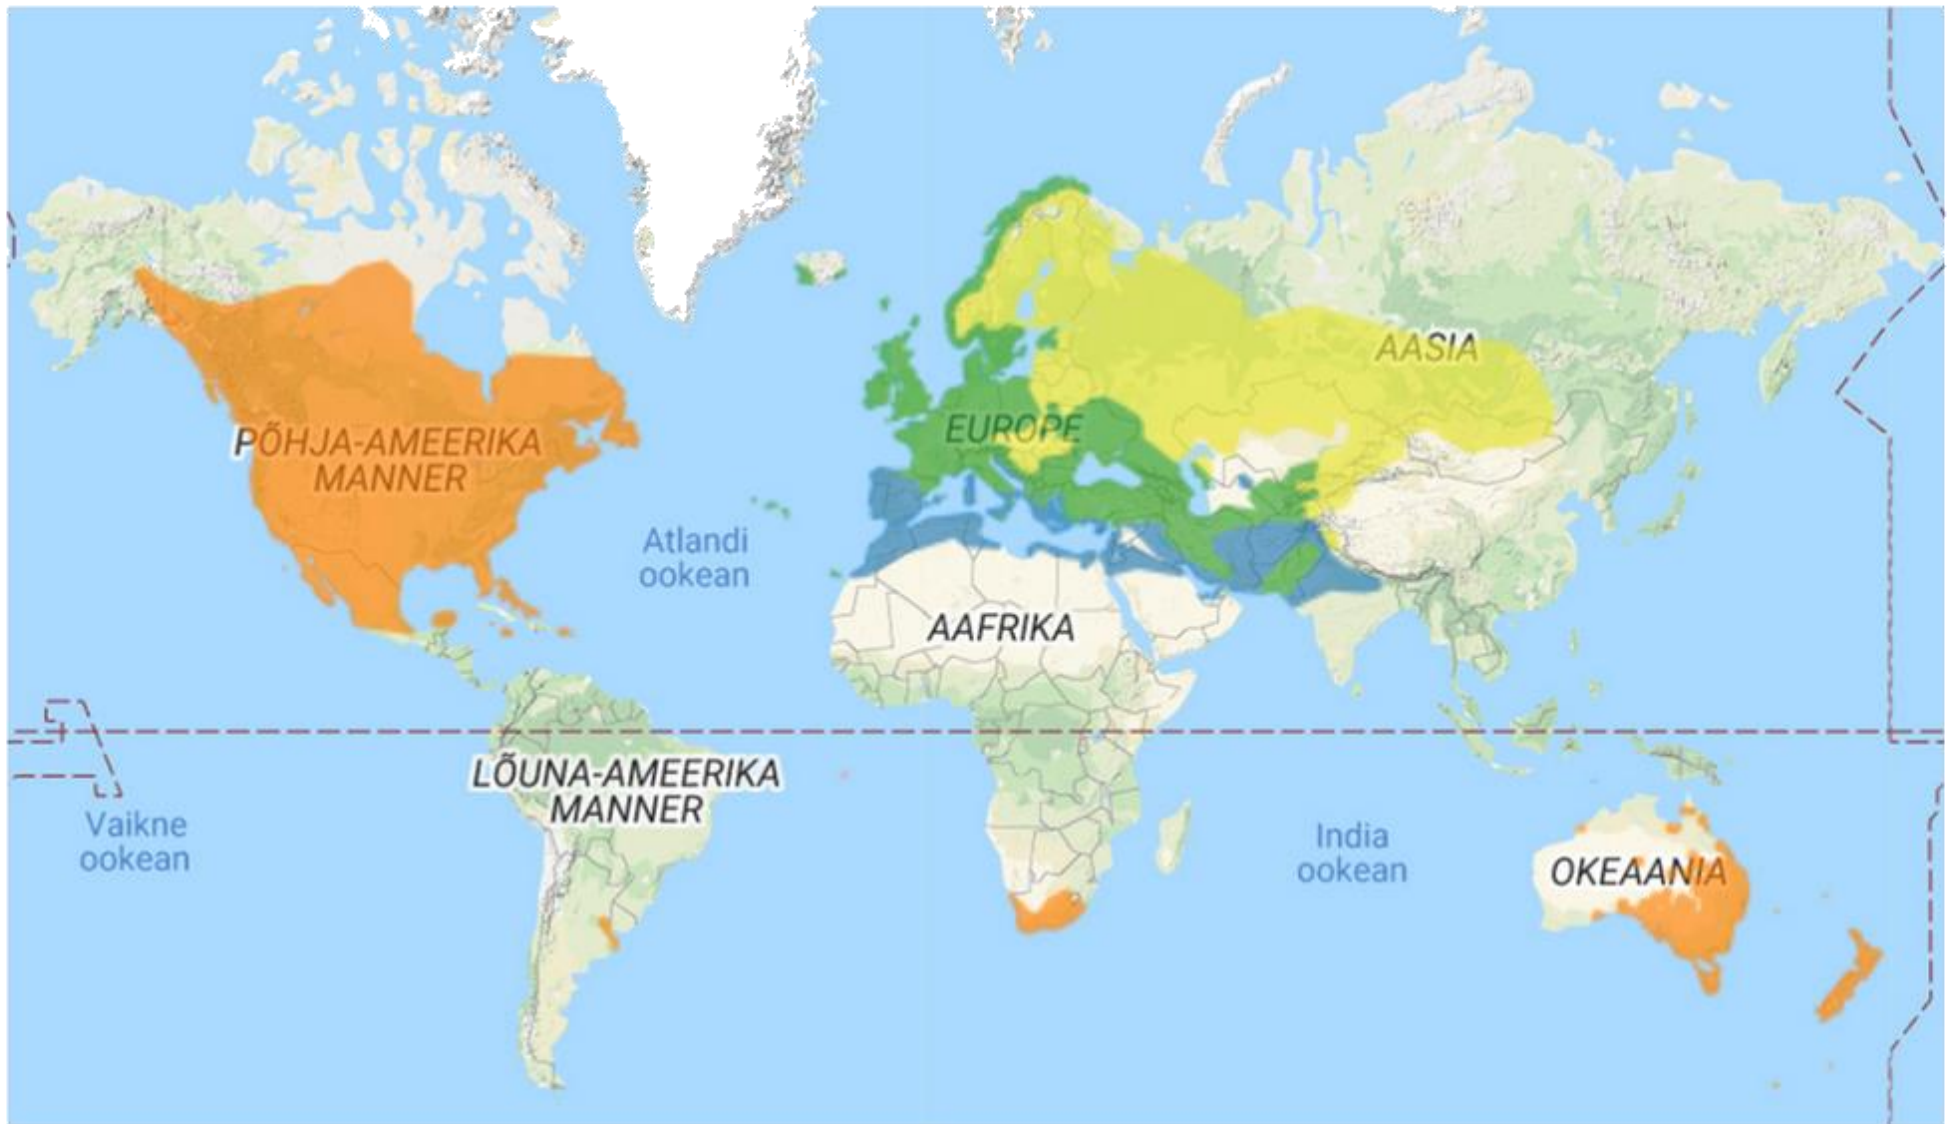 AASIA
PÕHJA-AMEERIKA
MANNER
EUROPE
Atlandi
ookean
AAFRIKA
LÕUNA-AMEERIKA
MANNER
Vaikne
ookean
India
ookean
OKEAANIA